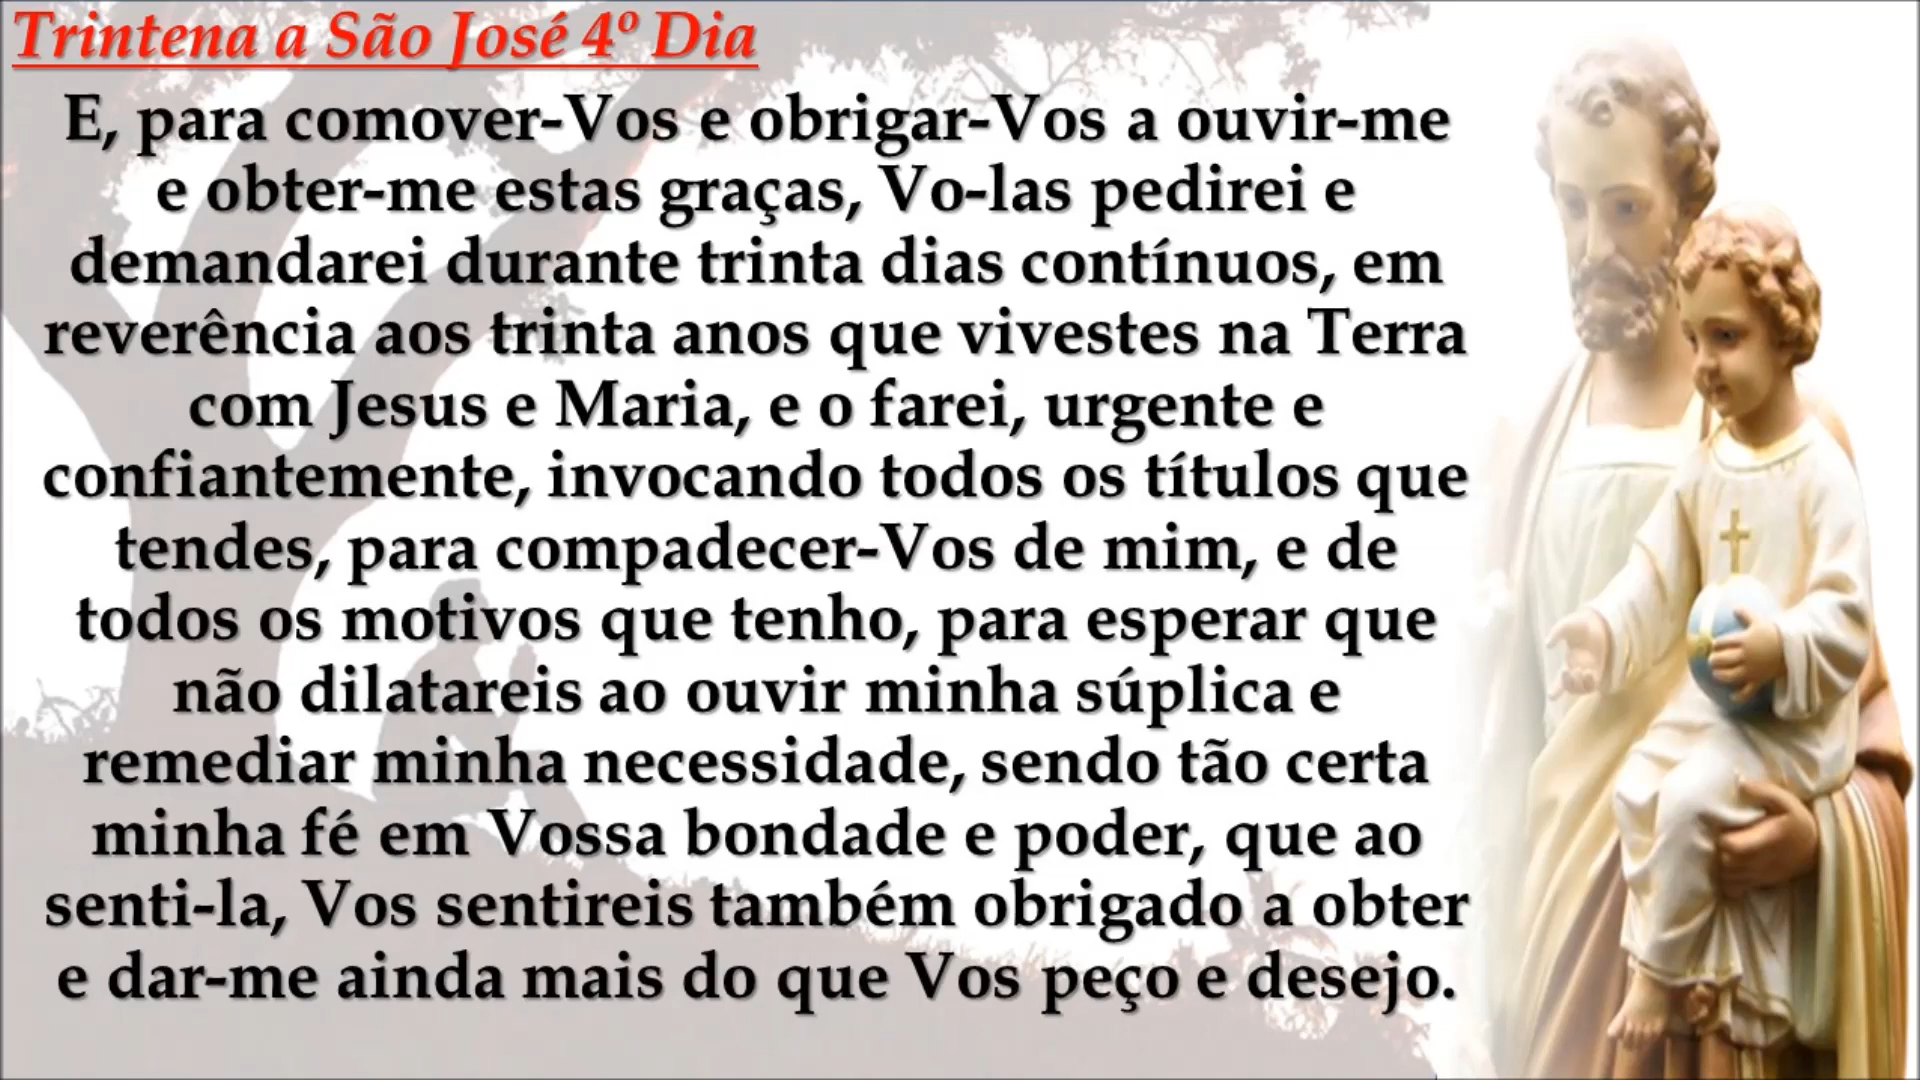 Trintena a São José 4º Dia
E, para comover-Vos e obrigar-Vos a ouvir-me
e obter-me estas graças, Vo-las pedirei e
demandarei durante trinta dias contínuos, em
reverência aos trinta anos que vivestes na Terra
com Jesus e Maria, e o farei, urgente e
confiantemente, invocando todos os títulos que
tendes, para compadecer-Vos de mim, e de
todos os motivos que tenho, para esperar que
não dilatareis ao ouvir minha súplica e
remediar minha necessidade, sendo tão certa
minha fé em Vossa bondade e poder, que ao
senti-la, Vos sentireis também obrigado a obter
e dar-me ainda mais do que Vos peço e desejo.